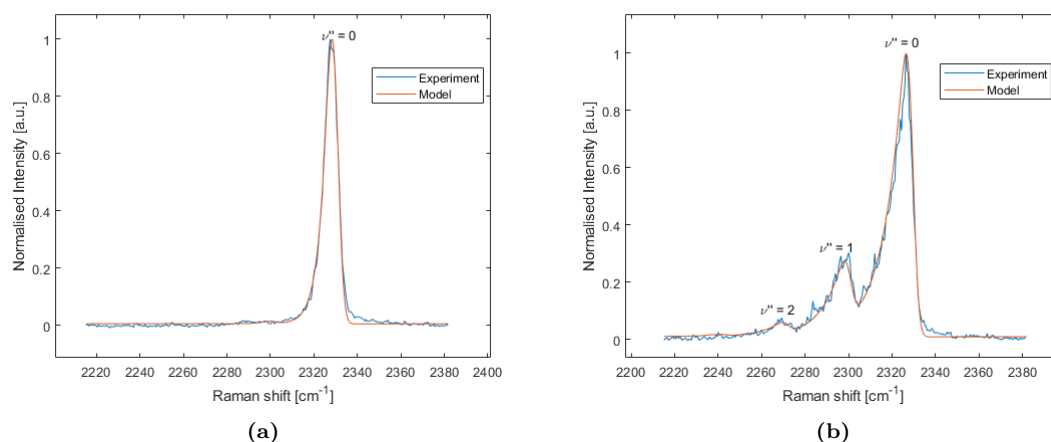 ν'' = 0
Experiment
Model
Normalised Intensity [a.u.]
1
0.8
0.6
0.4
0.2
0
2220 2240 2260 2280 2300 2320 2340 2360 2380 2400
Raman shift [cm⁻¹]
(a)
ν'' = 0
Experiment
Model
ν'' = 1
ν'' = 2
Normalised Intensity [a.u.]
1
0.8
0.6
0.4
0.2
0
2200 2220 2240 2260 2280 2300 2320 2340 2360 2380
Raman shift [cm⁻¹]
(b)